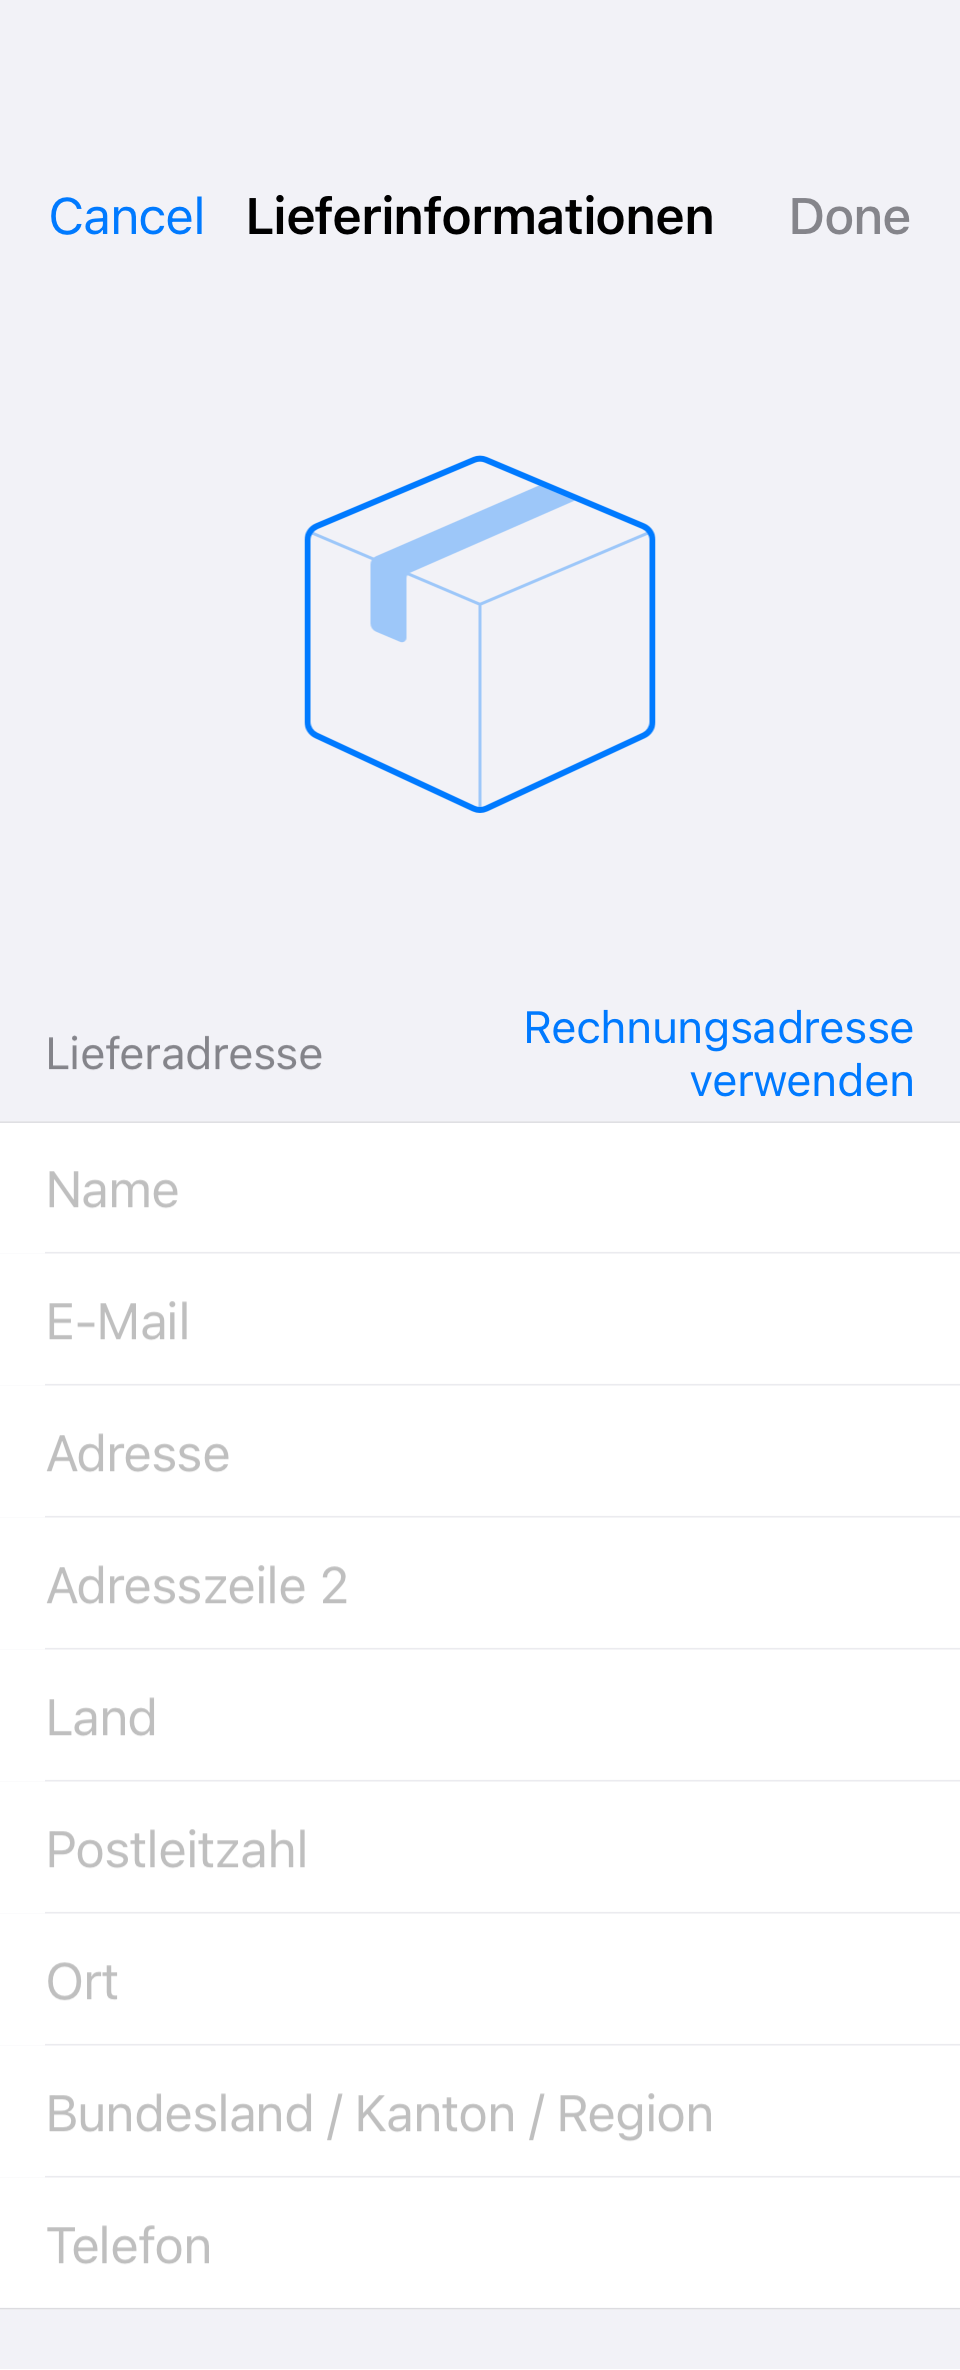 Cancel Lieferinformationen Done
Lieferadresse
Rechnungsadresse
verwenden
Name
E-Mail
Adresse
Adresszeile 2
Land
Postleitzahl
Ort
Bundesland / Kanton / Region
Telefon